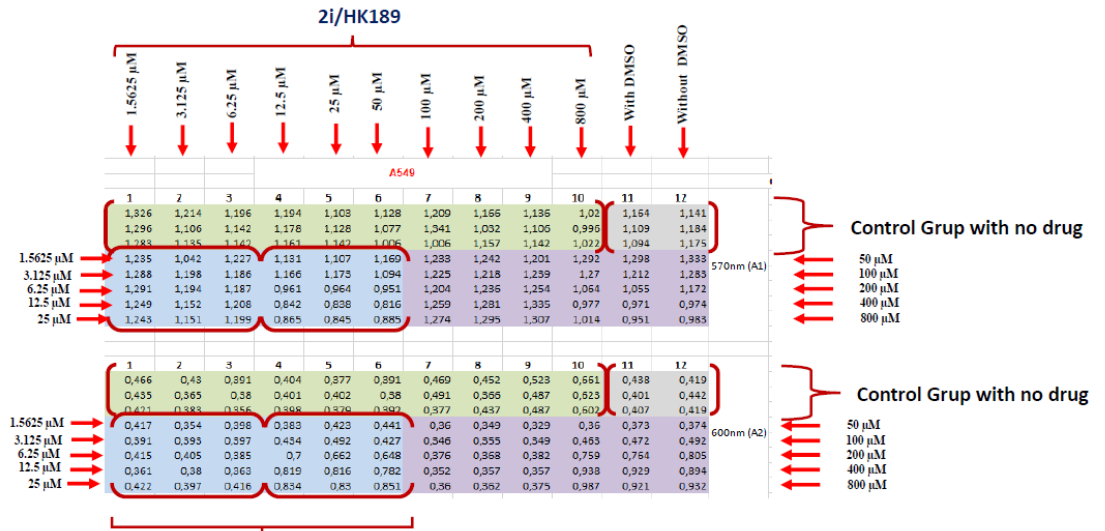 2i/HK189
1.5625 µM 3.125 µM 6.25 µM 12.5 µM 25 µM 50 µM 100 µM 200 µM 400 µM 800 µM With DMSO Without DMSO
A549
1 2 3 4 5 6 7 8 9 10 11 12
1,326 1,214 1,196 1,194 1,103 1,128 1,209 1,166 1,136 1,02 1,164 1,141
1,296 1,106 1,142 1,178 1,128 1,077 1,341 1,032 1,106 0,996 1,109 1,184
Control Grup with no drug
1,283 1,135 1,142 1,161 1,142 1,006 1,006 1,157 1,142 1,022 1,094 1,175
1.5625 µM 1,235 1,042 1,227 1,131 1,107 1,169 1,233 1,242 1,201 1,292 1,298 1,333 570nm (A1) 50 µM
3.125 µM 1,288 1,198 1,186 1,166 1,173 1,094 1,225 1,218 1,239 1,27 1,212 1,283 100 µM
6.25 µM 1,291 1,194 1,187 0,961 0,964 0,951 1,204 1,236 1,254 1,064 1,055 1,172 200 µM
12.5 µM 1,249 1,152 1,208 0,842 0,838 0,816 1,259 1,281 1,335 0,977 0,971 0,974 400 µM
25 µM 1,243 1,151 1,199 0,865 0,845 0,885 1,274 1,295 1,307 1,014 0,951 0,983 800 µM
1 2 3 4 5 6 7 8 9 10 11 12
0,466 0,43 0,391 0,404 0,377 0,391 0,469 0,452 0,523 0,661 0,438 0,419
0,435 0,365 0,38 0,401 0,402 0,38 0,491 0,366 0,487 0,623 0,401 0,442
Control Grup with no drug
0,421 0,383 0,356 0,398 0,379 0,392 0,377 0,437 0,487 0,602 0,407 0,419
1.5625 µM 0,417 0,354 0,398 0,383 0,423 0,441 0,36 0,349 0,329 0,36 0,373 0,374 600nm (A2) 50 µM
3.125 µM 0,391 0,393 0,397 0,434 0,492 0,427 0,346 0,355 0,349 0,463 0,472 0,492 100 µM
6.25 µM 0,415 0,405 0,385 0,7 0,662 0,648 0,376 0,368 0,382 0,759 0,764 0,805 200 µM
12.5 µM 0,361 0,38 0,363 0,819 0,816 0,782 0,352 0,357 0,357 0,938 0,929 0,894 400 µM
25 µM 0,422 0,397 0,416 0,834 0,83 0,851 0,36 0,362 0,375 0,987 0,921 0,932 800 µM